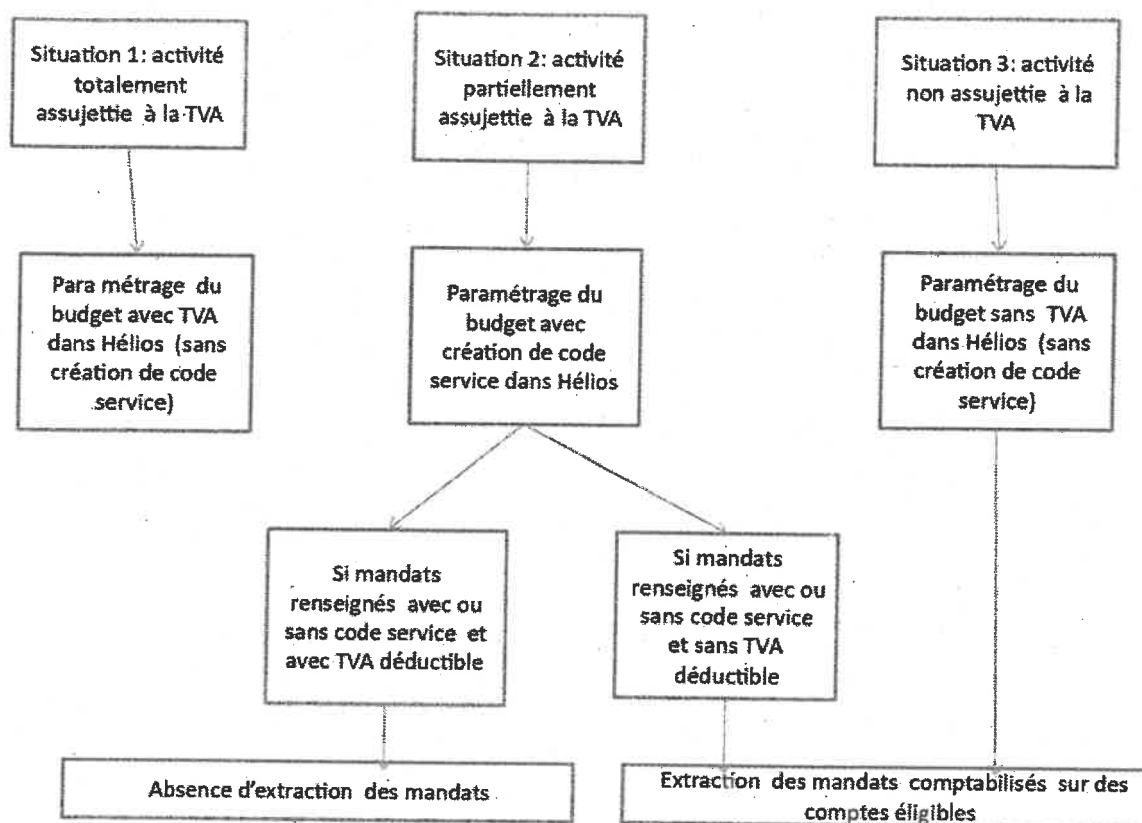 Situation 1: activité
totalement
assujettie à la TVA
Situation 2: activité
partiellement
assujettie à la TVA
Situation 3: activité
non assujettie à la
TVA
Para métrage du
budget avec TVA
dans Hélios (sans
création de code
service)
Paramétrage du
budget avec
création de code
service dans Hélios
Paramétrage du
budget sans TVA
dans Hélios (sans
création de code
service)
Si mandats
renseignés avec ou
sans code service et
avec TVA déductible
Si mandats
renseignés avec ou
sans code service
et sans TVA
déductible
Absence d'extraction des mandats
Extraction des mandats comptabilisés sur des
comptes éligibles